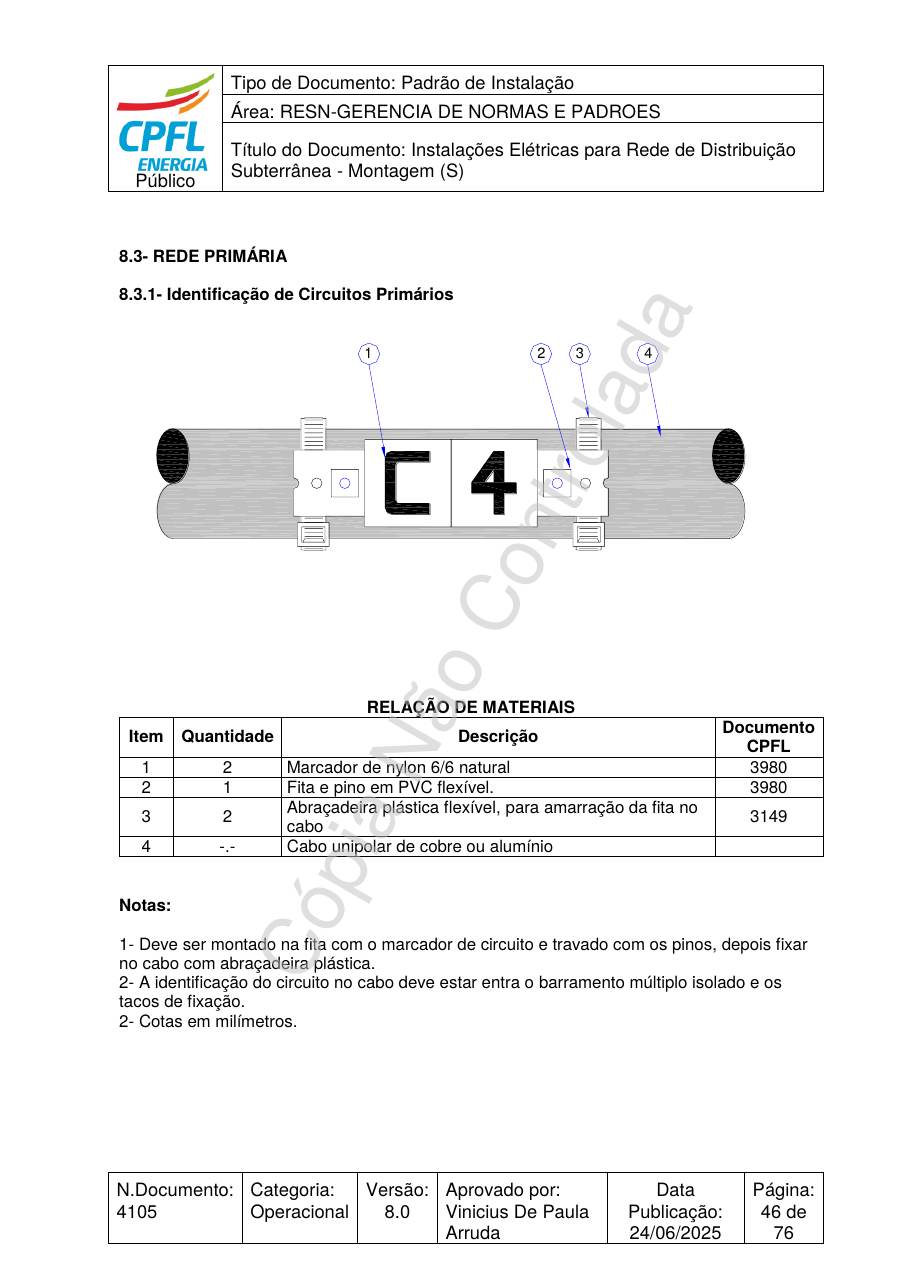 CPFL
ENERGIA
Público
Tipo de Documento: Padrão de Instalação
Área: RESN-GERENCIA DE NORMAS E PADROES
Título do Documento: Instalações Elétricas para Rede de Distribuição
Subterrânea - Montagem (S)
8.3- REDE PRIMÁRIA
8.3.1- Identificação de Circuitos Primários
1 2 3 4
C 4
RELAÇÃO DE MATERIAIS
Item Quantidade Descrição Documento CPFL
1 2 Marcador de nylon 6/6 natural 3980
2 1 Fita e pino em PVC flexível. 3980
3 2 Abraçadeira plástica flexível, para amarração da fita no cabo 3149
4 -.- Cabo unipolar de cobre ou alumínio
Notas:
1- Deve ser montado na fita com o marcador de circuito e travado com os pinos, depois fixar
no cabo com abraçadeira plástica.
2- A identificação do circuito no cabo deve estar entra o barramento múltiplo isolado e os
tacos de fixação.
2- Cotas em milímetros.
Cópia Não Controlada
N.Documento: Categoria: Versão: Aprovado por: Data Página:
4105 Operacional 8.0 Vinicius De Paula Publicação: 46 de
Arruda 24/06/2025 76